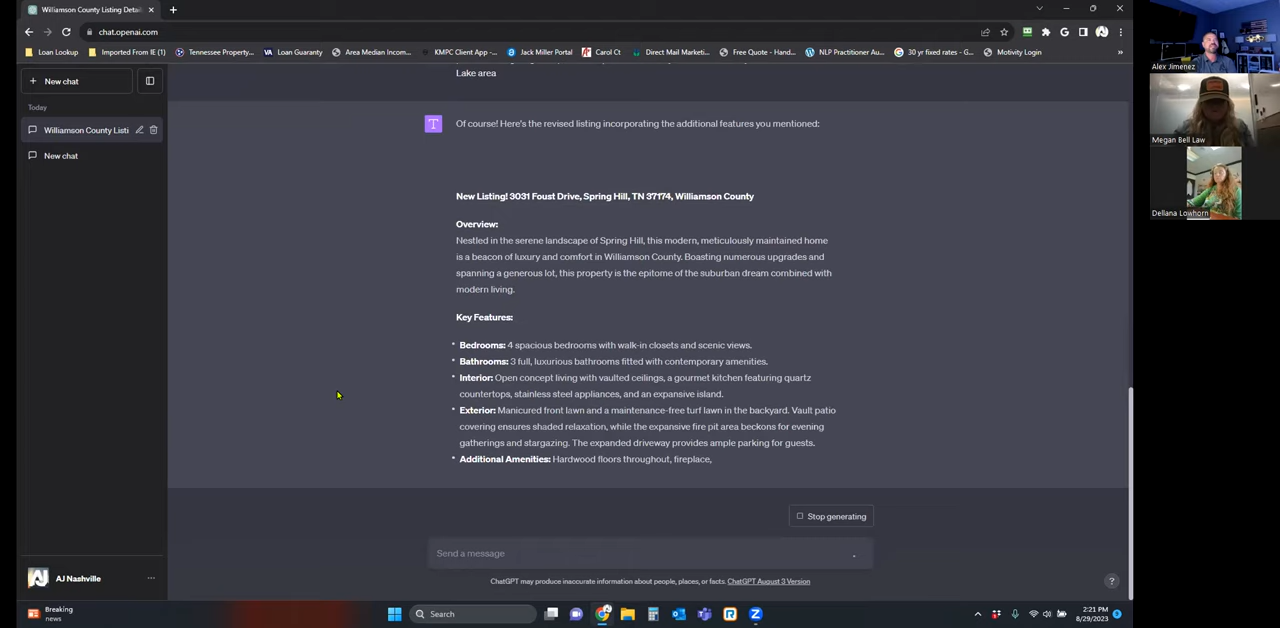 Williamson County Listing Detail
chat.openai.com
Loan Lookup
Imported From IE (1)
Tennessee Property...
Loan Guaranty
Area Median Incom...
KMPC Client App -...
Jack Miller Portal
Carol Ct
Direct Mail Marketi...
Free Quote - Hand...
NLP Practitioner Au...
30 yr fixed rates - G...
Motivity Login
New chat
Today
Williamson County Listi
New chat
Lake area
Of course! Here's the revised listing incorporating the additional features you mentioned:
New Listing! 3031 Foust Drive, Spring Hill, TN 37174, Williamson County
Overview:
Nestled in the serene landscape of Spring Hill, this modern, meticulously maintained home
is a beacon of luxury and comfort in Williamson County. Boasting numerous upgrades and
spanning a generous lot, this property is the epitome of the suburban dream combined with
modern living.
Key Features:
• Bedrooms: 4 spacious bedrooms with walk-in closets and scenic views.
• Bathrooms: 3 full, luxurious bathrooms fitted with contemporary amenities.
• Interior: Open concept living with vaulted ceilings, a gourmet kitchen featuring quartz
countertops, stainless steel appliances, and an expansive island.
• Exterior: Manicured front lawn and a maintenance-free turf lawn in the backyard. Vault patio
covering ensures shaded relaxation, while the expansive fire pit area beckons for evening
gatherings and stargazing. The expanded driveway provides ample parking for guests.
• Additional Amenities: Hardwood floors throughout, fireplace,
Stop generating
Send a message
ChatGPT may produce inaccurate information about people, places, or facts. ChatGPT August 3 Version
?
AJ Nashville
...
Breaking
news
Search
2:21 PM
8/29/2023
Alex Jimenez
Megan Bell Law
Dellana Lowhorn